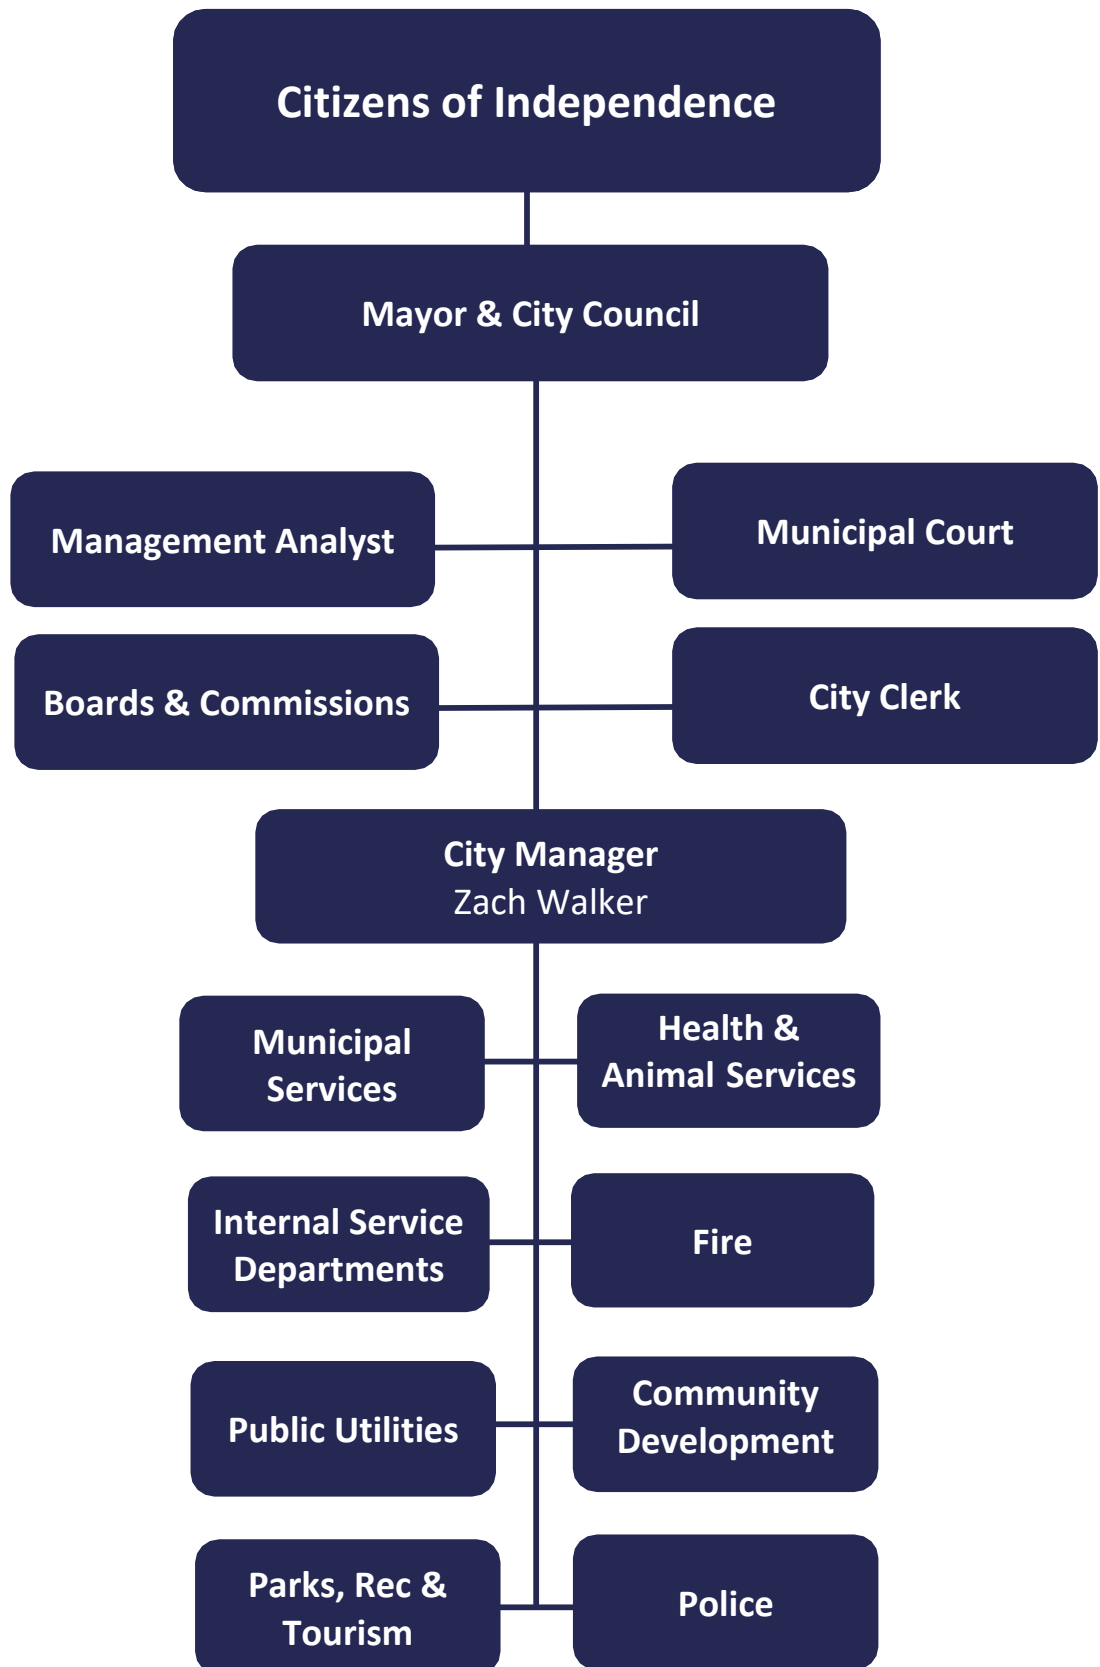 Citizens of Independence
Mayor & City Council
Management Analyst
Municipal Court
Boards & Commissions
City Clerk
City Manager
Zach Walker
Municipal
Services
Health &
Animal Services
Internal Service
Departments
Fire
Public Utilities
Community
Development
Parks, Rec &
Tourism
Police